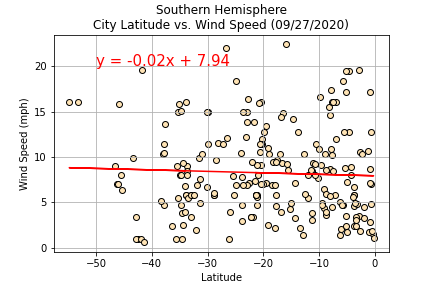 Southern Hemisphere
City Latitude vs. Wind Speed (09/27/2020)
y = -0.02x + 7.94
Wind Speed (mph)
20
15
10
5
0
−50
−40
−30
−20
−10
0
Latitude